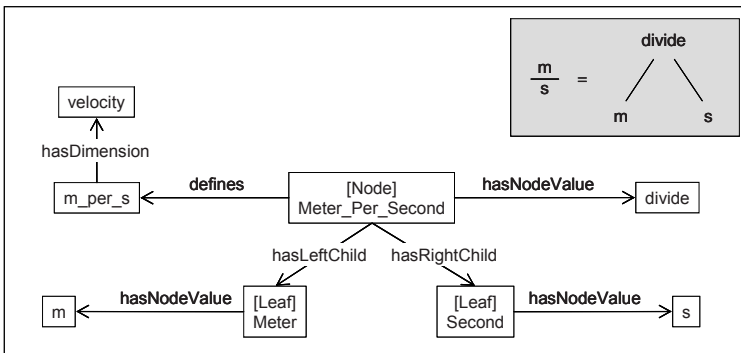 divide
m
s
=
m
s
velocity
hasDimension
m_per_s
defines
[Node]
Meter_Per_Second
hasNodeValue
divide
hasLeftChild
hasRightChild
m
hasNodeValue
[Leaf]
Meter
[Leaf]
Second
hasNodeValue
s